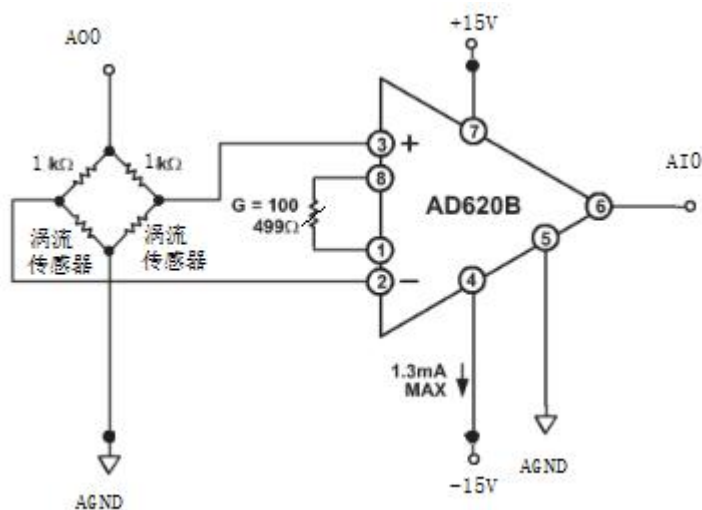 +15V
AO0
1kΩ
1kΩ
3
+
7
8
AI0
G = 100
499Ω
AD620B
6
涡流
传感器
涡流
传感器
5
1
2
−
4
1.3mA
MAX
AGND
-15V
AGND